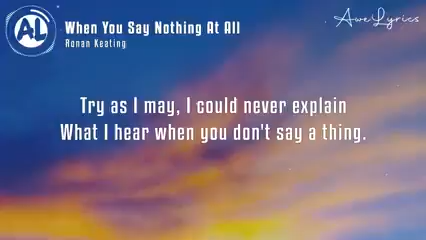 AL
When You Say Nothing At All
Ronan Keating
AweLyrics
Try as I may, I could never explain
What I hear when you don't say a thing.